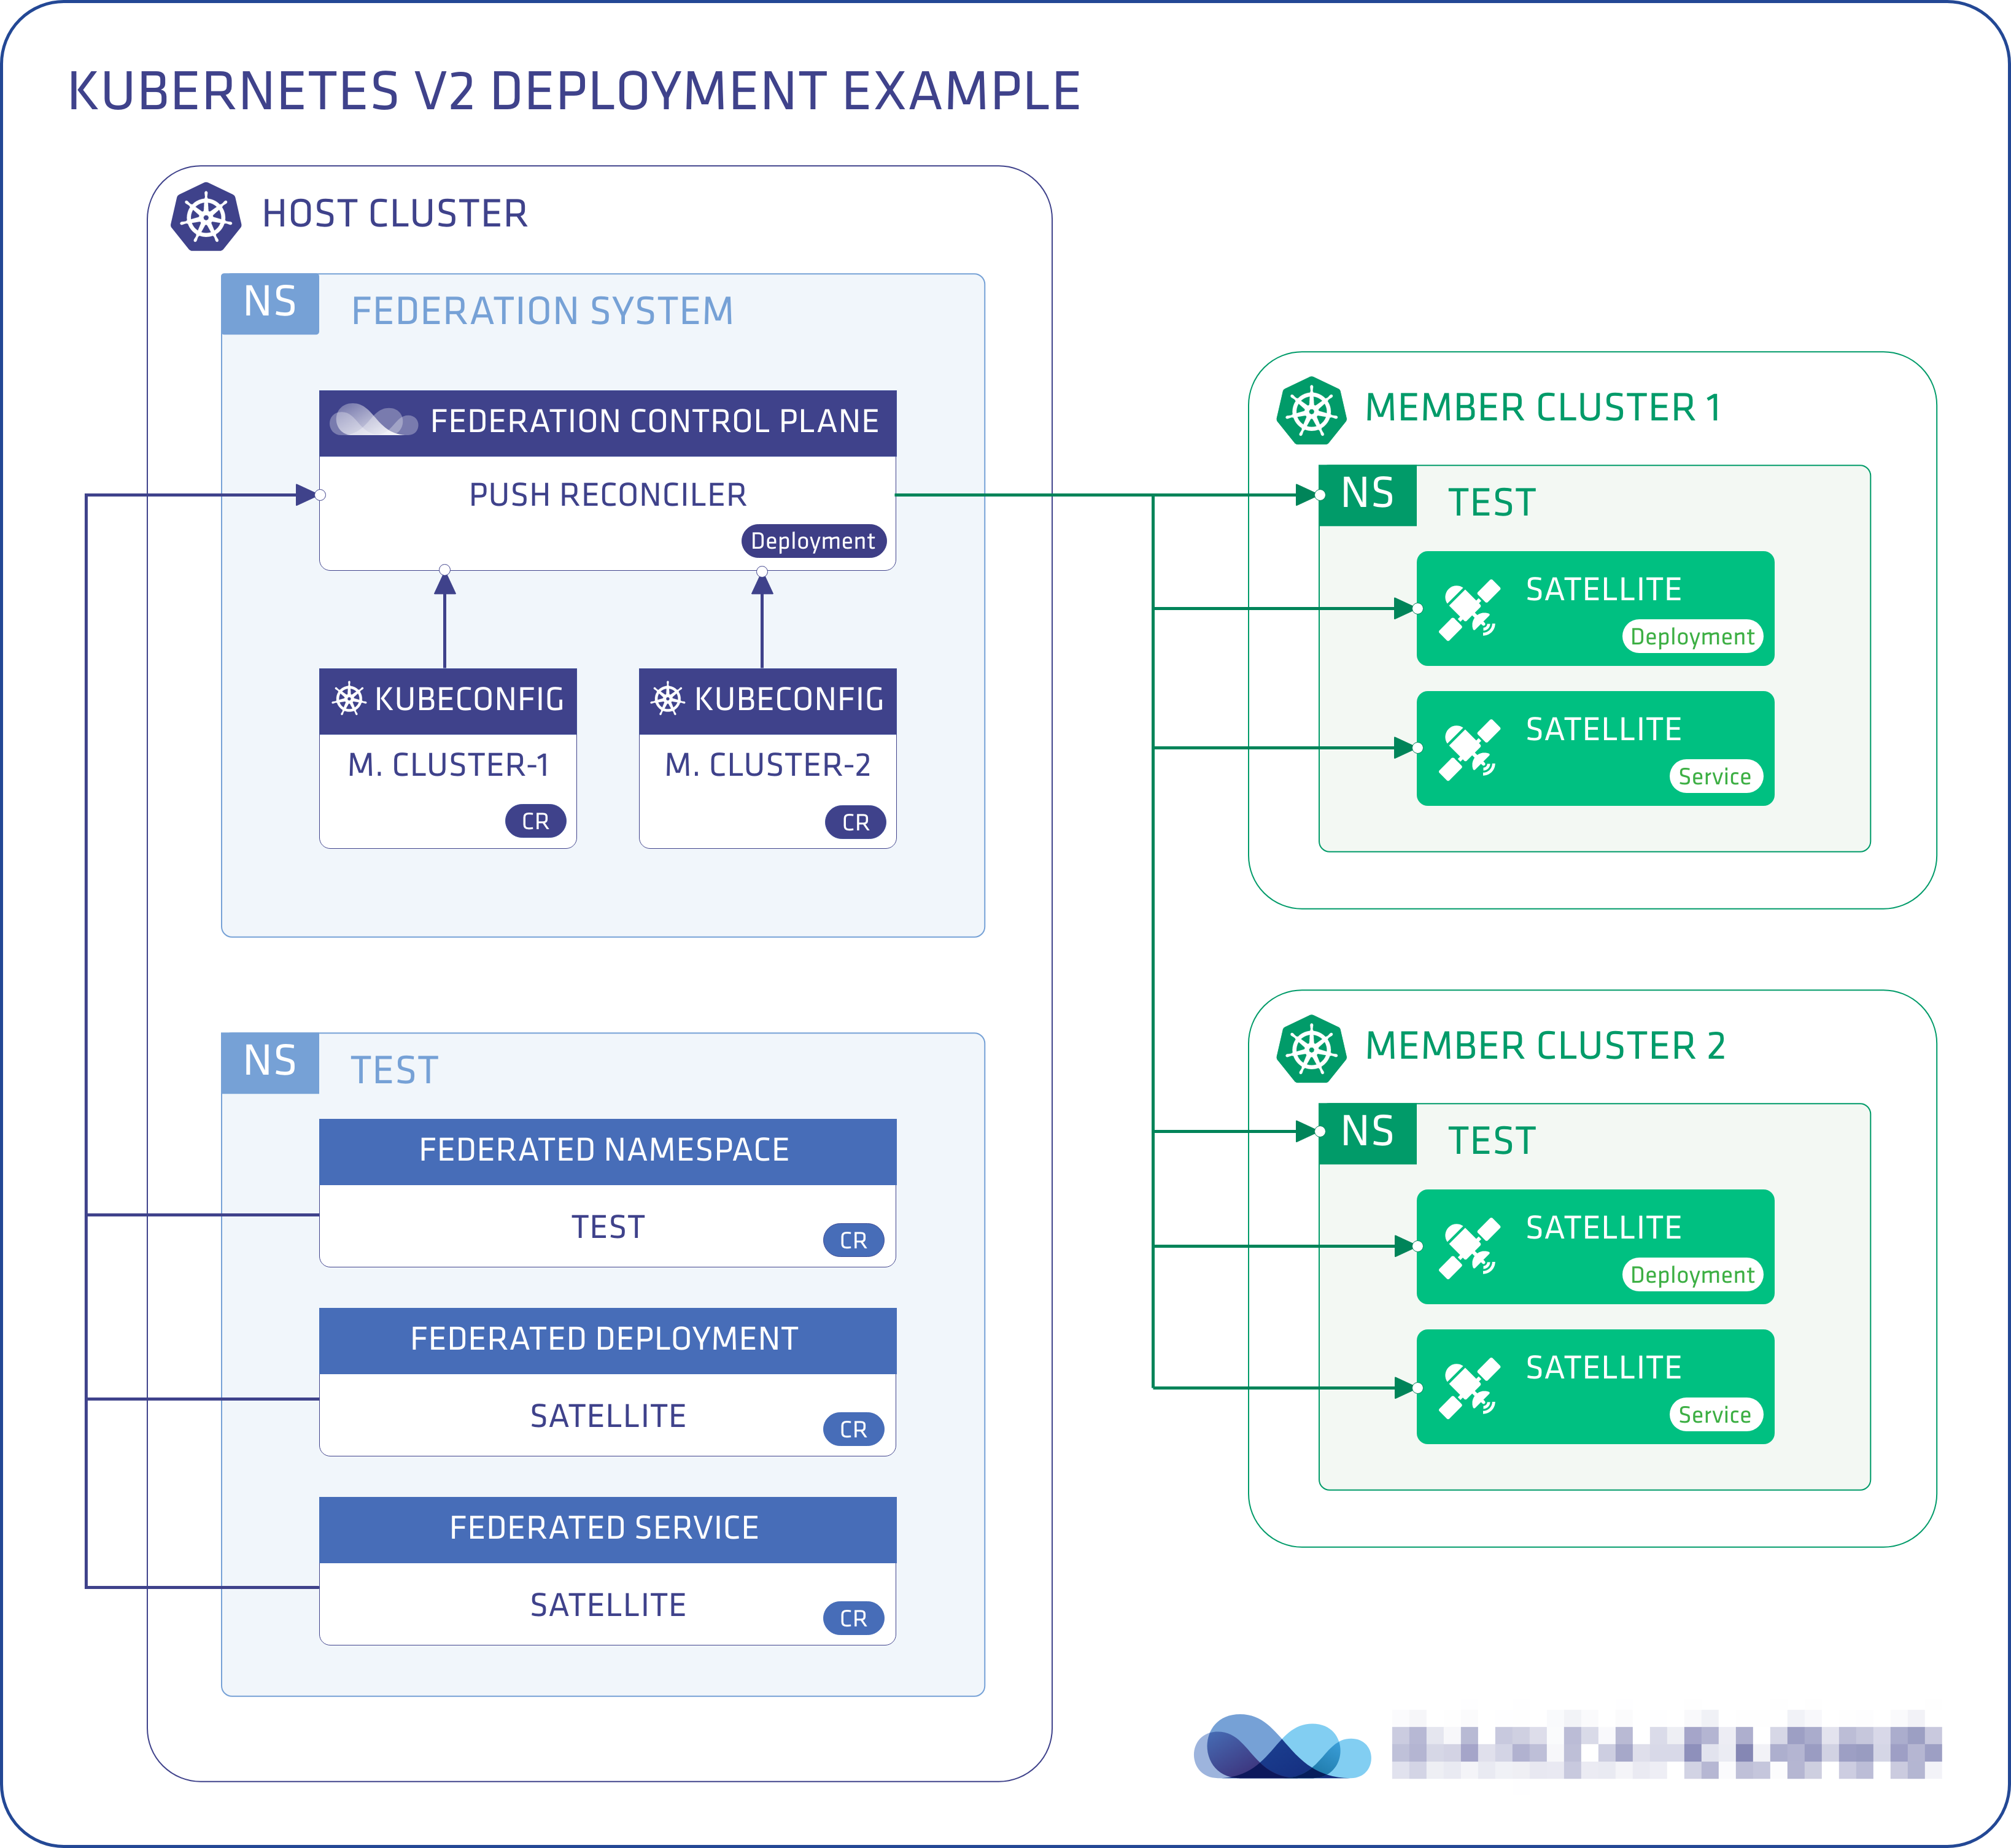 KUBERNETES V2 DEPLOYMENT EXAMPLE
HOST CLUSTER
NS
FEDERATION SYSTEM
FEDERATION CONTROL PLANE
PUSH RECONCILER
Deployment
KUBECONFIG
M. CLUSTER-1
CR
KUBECONFIG
M. CLUSTER-2
CR
NS
TEST
FEDERATED NAMESPACE
TEST
CR
FEDERATED DEPLOYMENT
SATELLITE
CR
FEDERATED SERVICE
SATELLITE
CR
MEMBER CLUSTER 1
NS
TEST
SATELLITE
Deployment
SATELLITE
Service
MEMBER CLUSTER 2
NS
TEST
SATELLITE
Deployment
SATELLITE
Service